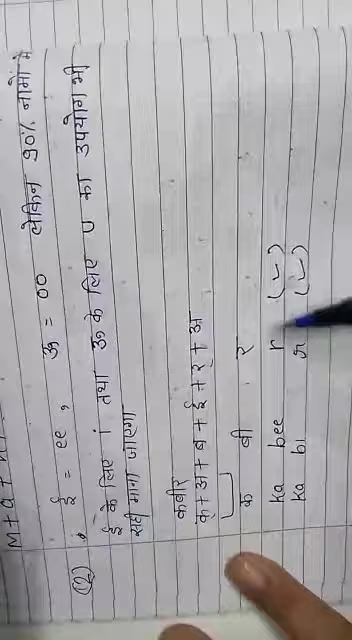 M + a +
(2) ई = ee , ऊ = oo लेकिन 90% नामों मे
ई के लिए i तथा ऊ के लिए u का उपयोग भी
सही माना जाएगा
कबीर
क् + अ + ब + ई + र् + अ
क बी र
ka bee r (✓)
ka bi r (✓)